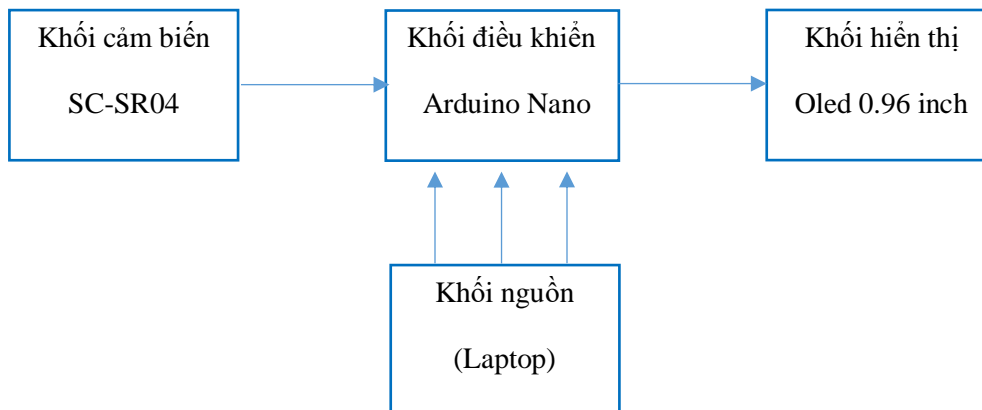 Khối cảm biến
SC-SR04
Khối điều khiển
Arduino Nano
Khối hiển thị
Oled 0.96 inch
Khối nguồn
(Laptop)